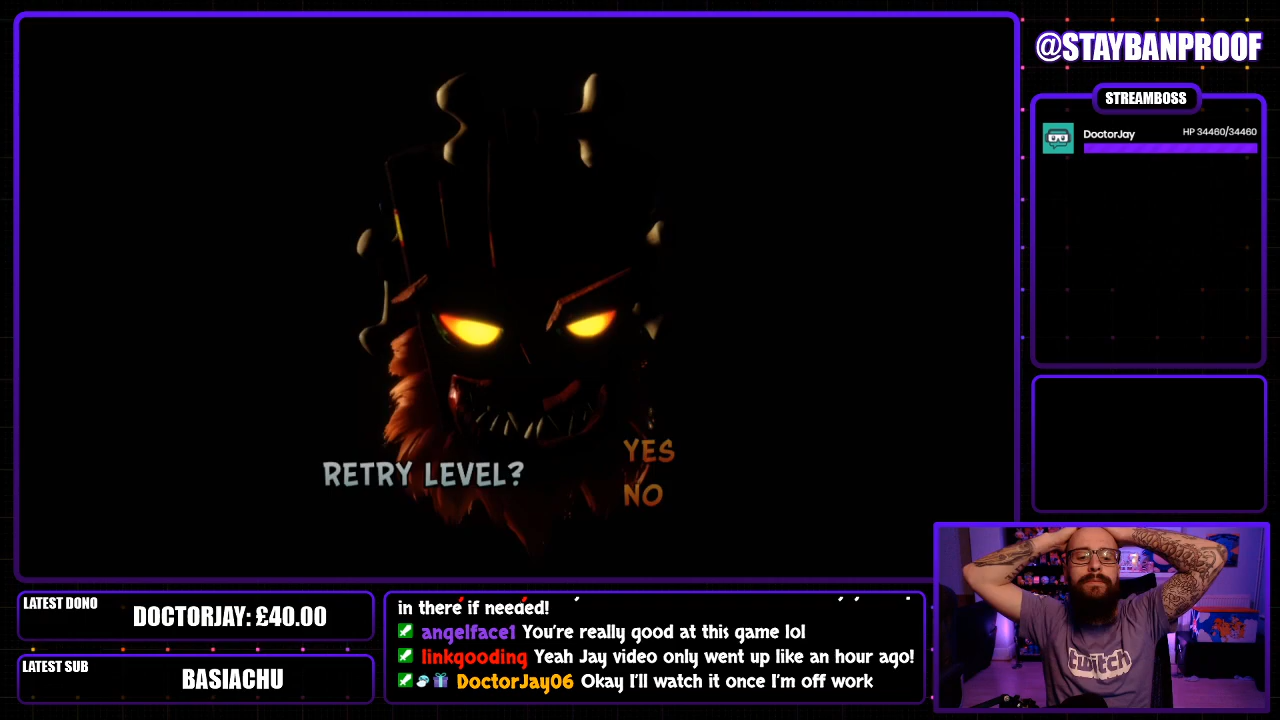 @STAYBANPROOF
STREAMBOSS
DoctorJay HP 34460/34460
RETRY LEVEL?
YES
NO
LATEST DONO
DOCTORJAY: £40.00
LATEST SUB
BASIACHU
in there if needed!
angelface1 You're really good at this game lol
linkgooding Yeah Jay video only went up like an hour ago!
DoctorJay06 Okay I'll watch it once I'm off work
twitch